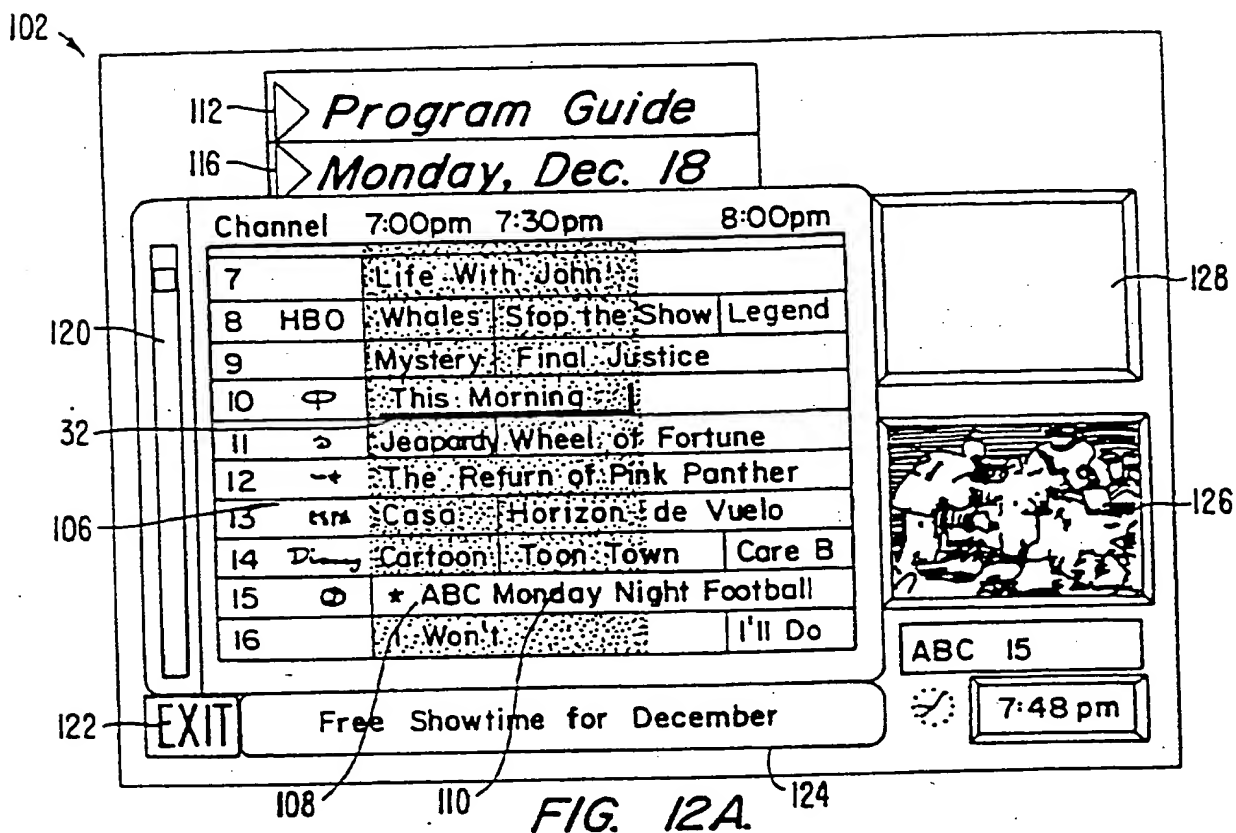 102
112 Program Guide
116 Monday, Dec. 18
Channel 7:00pm 7:30pm 8:00pm
7 Life With John!
8 HBO Whales Stop the Show Legend
128
120
9 Mystery Final Justice
10 This Morning
32
11 Jeapardy Wheel of Fortune
12 The Return of Pink Panther
106
13 Casa Horizon de Vuelo
126
14 Cartoon Toon Town Care B
15 * ABC Monday Night Football
16 I Won't I'll Do
ABC 15
122 EXIT Free Showtime for December
7:48 pm
108 110 124
FIG. 12A.